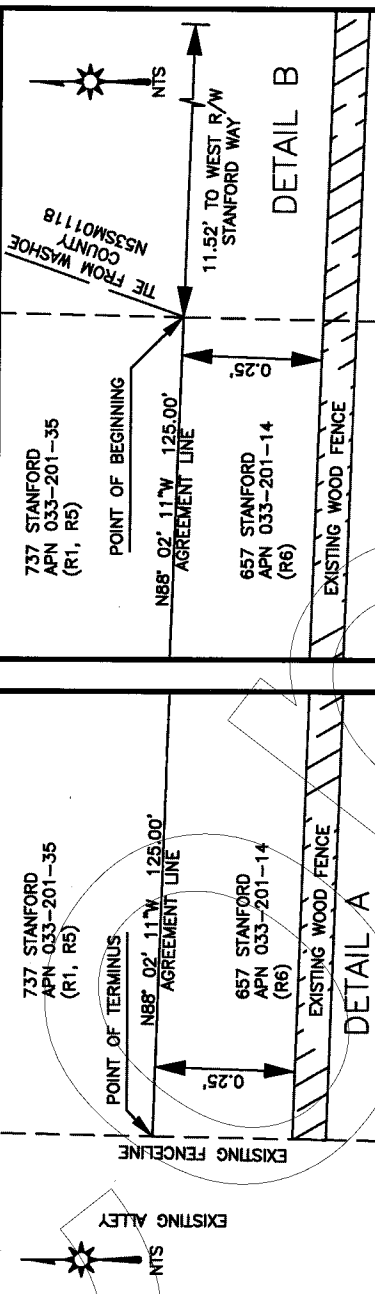 737 STANFORD
APN 033-201-35
(R1, R5)
POINT OF TERMINUS
N88° 02' 11"W 125.00'
AGREEMENT LINE
0.25'
657 STANFORD
APN 033-201-14
(R6)
EXISTING WOOD FENCE
DETAIL A
EXISTING FENCELINE
EXISTING ALLEY
NTS
737 STANFORD
APN 033-201-35
(R1, R5)
POINT OF BEGINNING
N88° 02' 11"W 125.00'
AGREEMENT LINE
0.25'
657 STANFORD
APN 033-201-14
(R6)
EXISTING WOOD FENCE
TIE FROM WASHOE
COUNTY
N53SM01118
11.52' TO WEST R/W
STANFORD WAY
NTS
DETAIL B